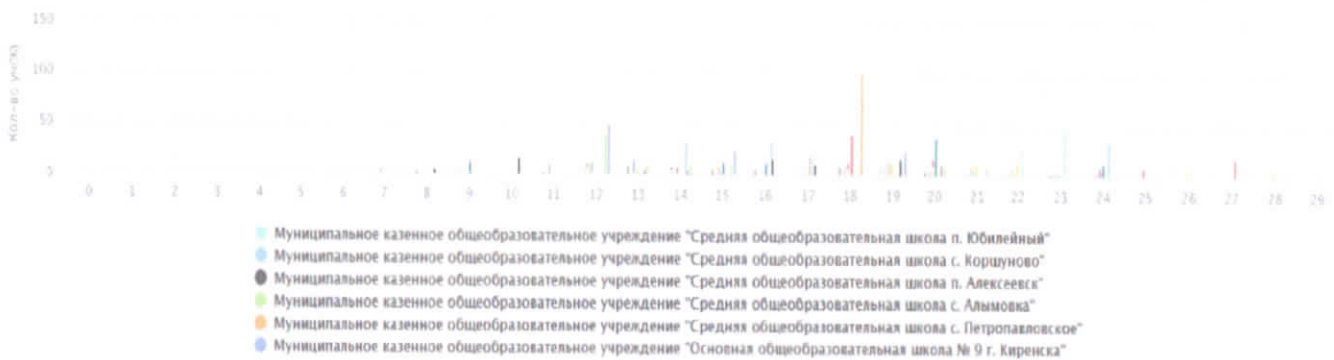 150
100
50
0
Кол-во уч(%)
0 1 2 3 4 5 6 7 8 9 10 11 12 13 14 15 16 17 18 19 20 21 22 23 24 25 26 27 28 29
Муниципальное казенное общеобразовательное учреждение "Средняя общеобразовательная школа п. Юбилейный"
Муниципальное казенное общеобразовательное учреждение "Средняя общеобразовательная школа с. Коршуново"
Муниципальное казенное общеобразовательное учреждение "Средняя общеобразовательная школа п. Алексеевск"
Муниципальное казенное общеобразовательное учреждение "Средняя общеобразовательная школа с. Алымовка"
Муниципальное казенное общеобразовательное учреждение "Средняя общеобразовательная школа с. Петропавловское"
Муниципальное казенное общеобразовательное учреждение "Основная общеобразовательная школа № 9 г. Киренска"